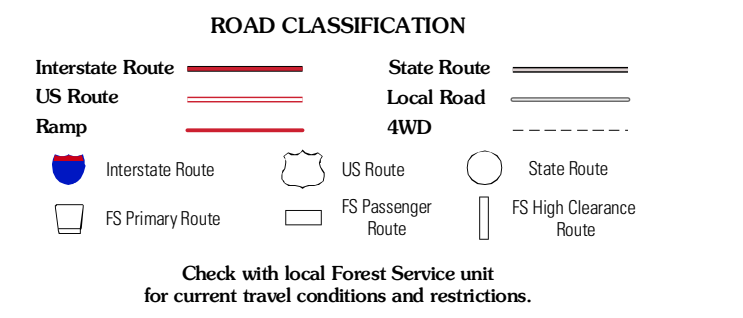 ROAD CLASSIFICATION
Interstate Route
State Route
US Route
Local Road
Ramp
4WD
Interstate Route
US Route
State Route
FS Primary Route
FS Passenger
Route
FS High Clearance
Route
Check with local Forest Service unit
for current travel conditions and restrictions.